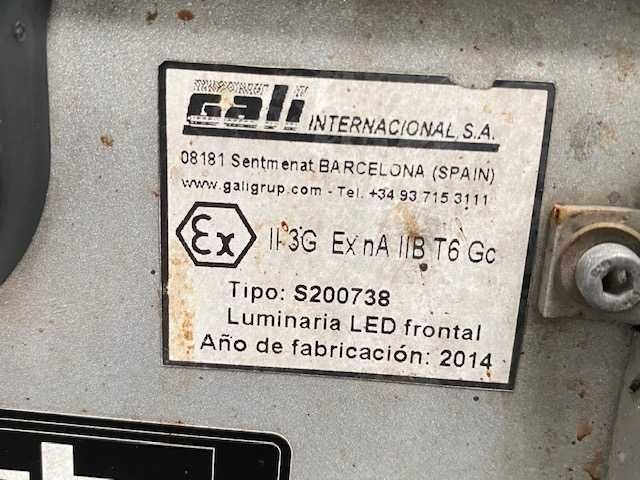 Gali INTERNACIONAL, S.A.
08181 Sentmenat BARCELONA (SPAIN)
www.galigrup.com - Tel. +34 93 715 3111
Ex II 3G Ex nA IIB T6 Gc
Tipo: S200738
Luminaria LED frontal
Año de fabricación: 2014